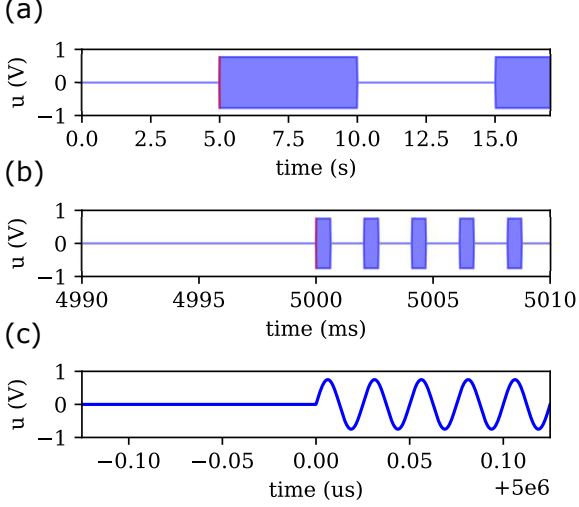 (a)
1
0
−1
u (V)
0.0 2.5 5.0 7.5 10.0 12.5 15.0
time (s)
(b)
1
0
−1
u (V)
4990 4995 5000 5005 5010
time (ms)
(c)
1
0
−1
u (V)
−0.10 −0.05 0.00 0.05 0.10
time (us)
+5e6